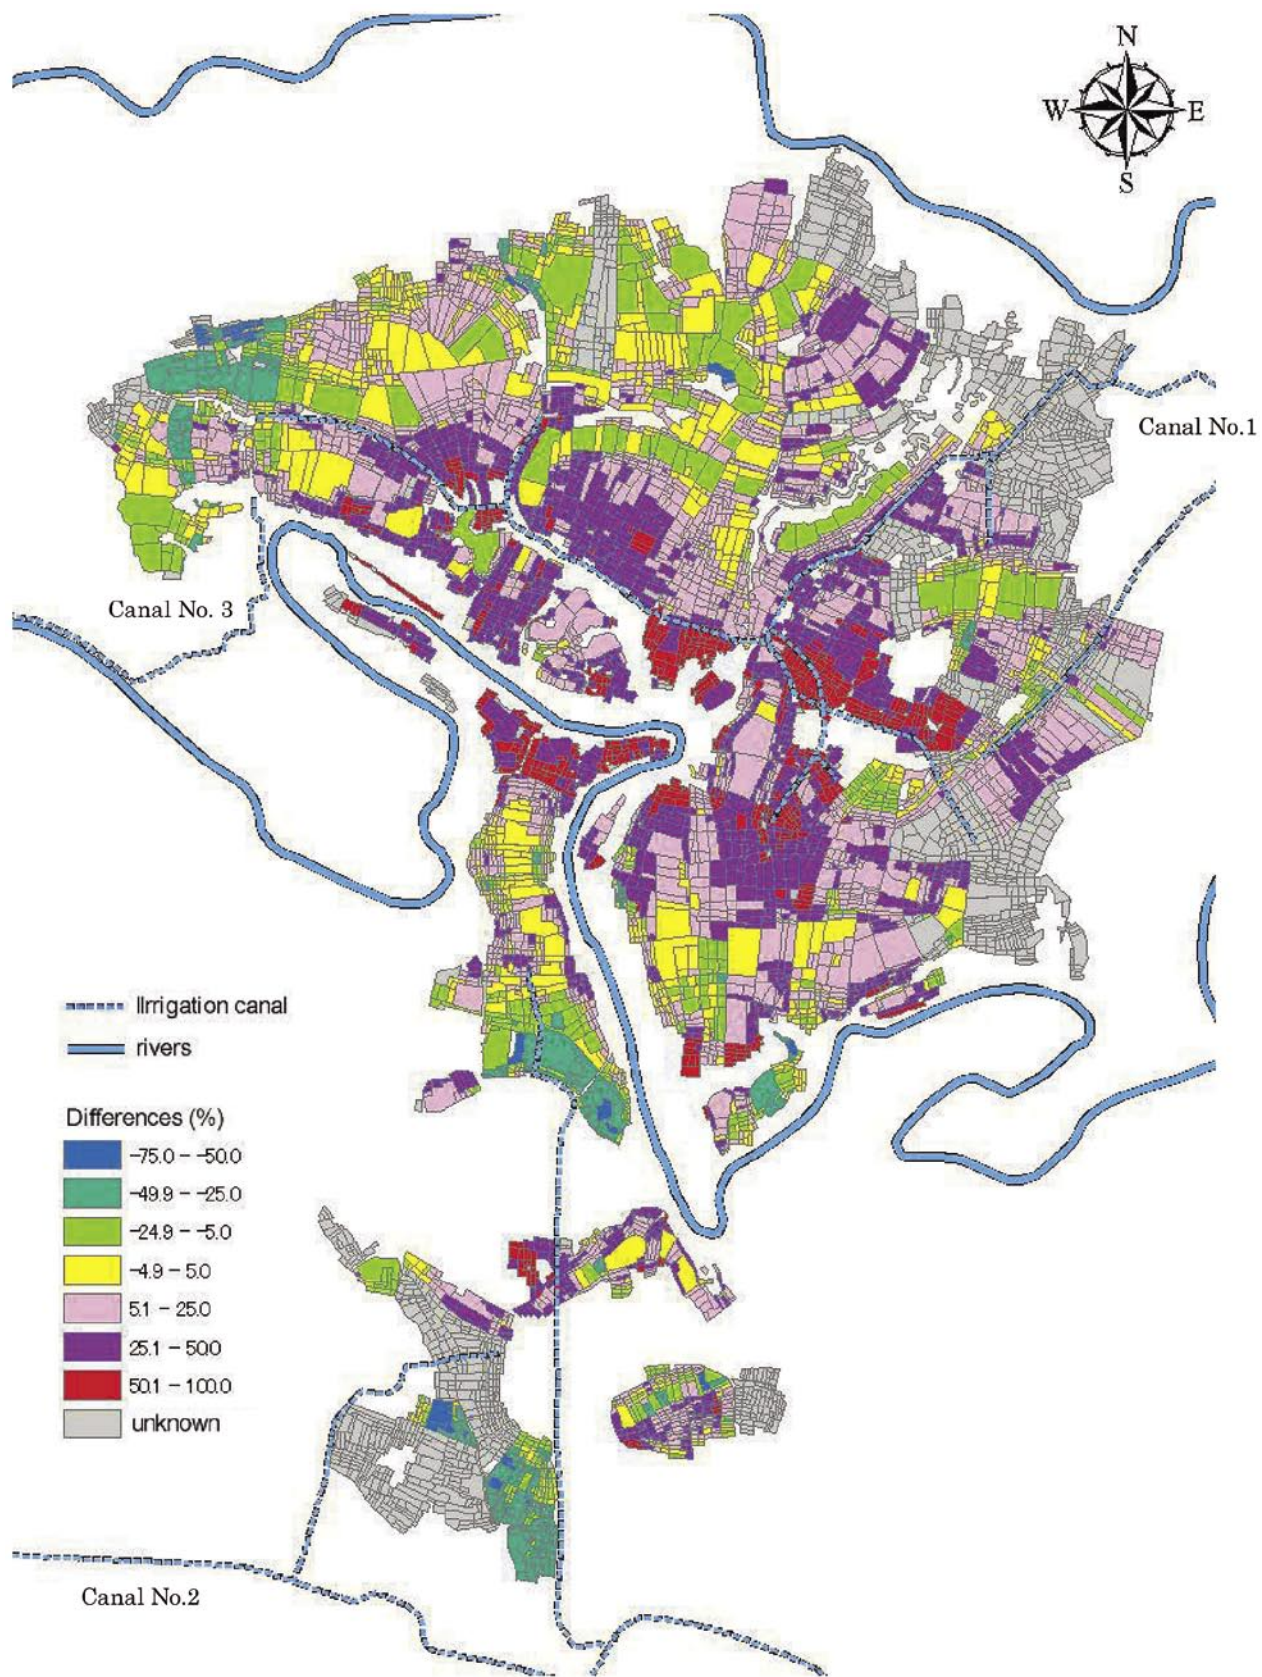 N
W E
S
Canal No.1
Canal No. 3
IIrrigation canal
rivers
Differences (%)
-75.0 - -50.0
-49.9 - -25.0
-24.9 - -5.0
-4.9 - 5.0
5.1 - 25.0
25.1 - 50.0
50.1 - 100.0
unknown
Canal No.2